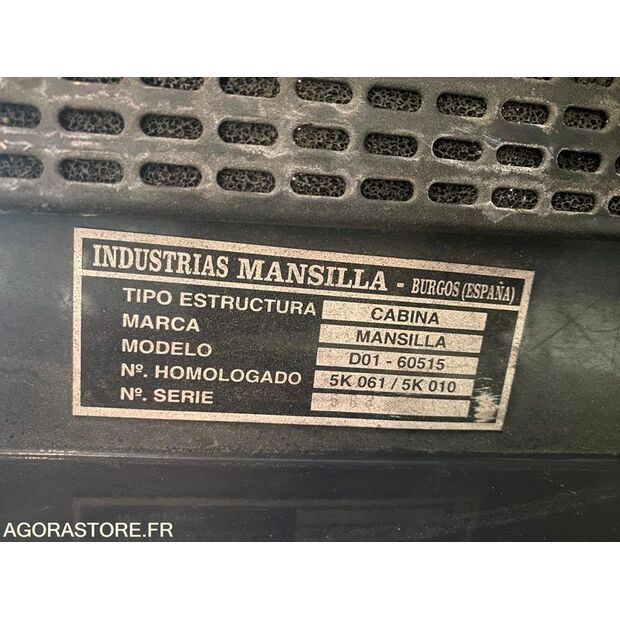 INDUSTRIAS MANSILLA - BURGOS (ESPAÑA)
TIPO ESTRUCTURA CABINA
MARCA MANSILLA
MODELO D01 - 60515
Nº. HOMOLOGADO 5K 061 / 5K 010
Nº. SERIE
AGORASTORE.FR